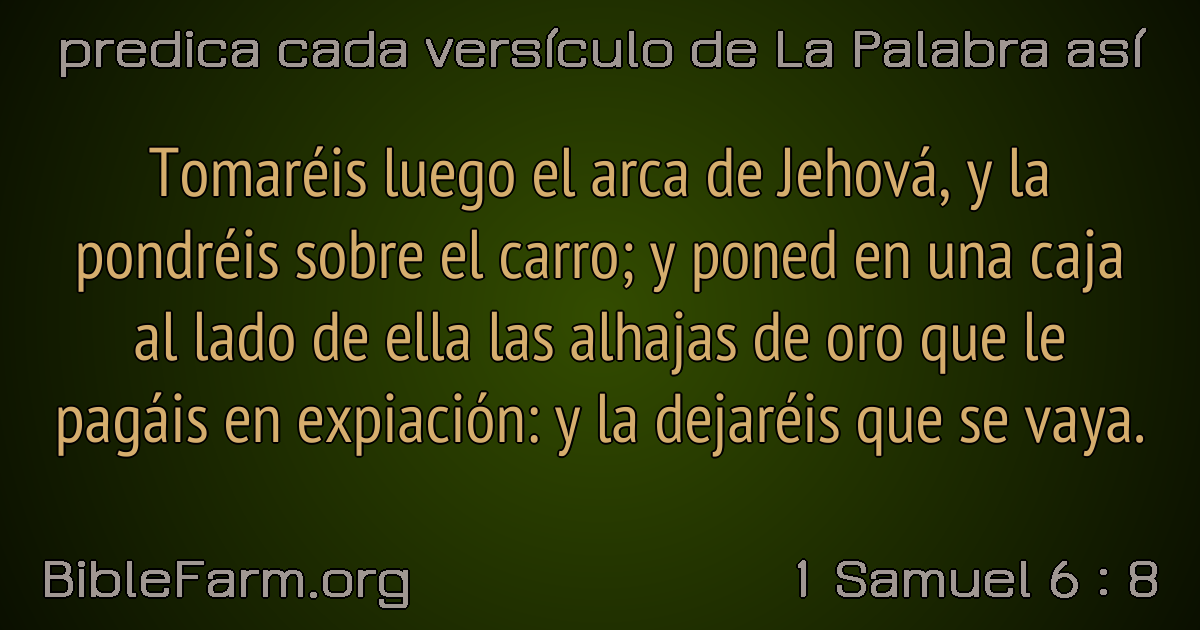 predica cada versículo de La Palabra así
Tomaréis luego el arca de Jehová, y la
pondréis sobre el carro; y poned en una caja
al lado de ella las alhajas de oro que le
pagáis en expiación: y la dejaréis que se vaya.
BibleFarm.org
1 Samuel 6 : 8